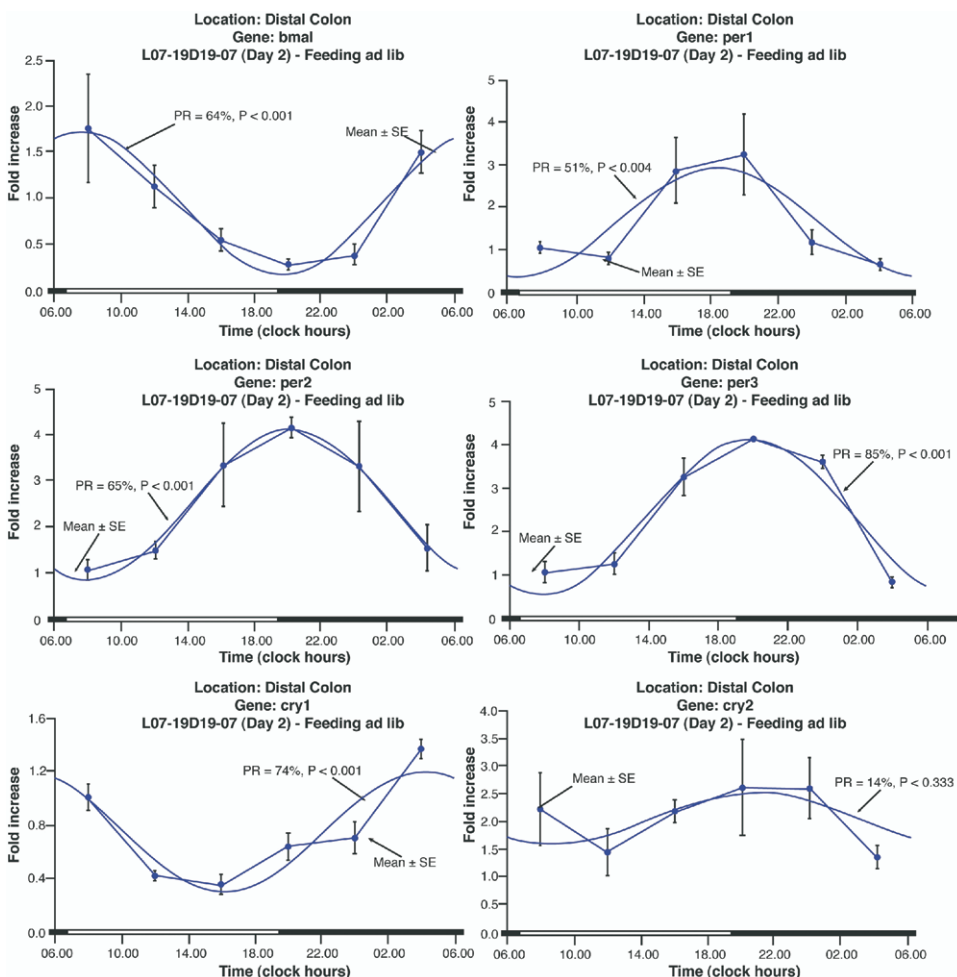 Location: Distal Colon
Gene: bmal
L07-19D19-07 (Day 2) - Feeding ad lib
Fold increase
2.5
2.0
1.5
1.0
0.5
0.0
PR = 64%, P < 0.001
Mean ± SE
06.00 10.00 14.00 18.00 22.00 02.00 06.00
Time (clock hours)
Location: Distal Colon
Gene: per1
L07-19D19-07 (Day 2) - Feeding ad lib
Fold increase
5
4
3
2
1
0
PR = 51%, P < 0.004
Mean ± SE
06.00 10.00 14.00 18.00 22.00 02.00 06.00
Time (clock hours)
Location: Distal Colon
Gene: per2
L07-19D19-07 (Day 2) - Feeding ad lib
Fold increase
5
4
3
2
1
0
PR = 65%, P < 0.001
Mean ± SE
06.00 10.00 14.00 18.00 22.00 02.00 06.00
Time (clock hours)
Location: Distal Colon
Gene: per3
L07-19D19-07 (Day 2) - Feeding ad lib
Fold increase
5
4
3
2
1
0
PR = 85%, P < 0.001
Mean ± SE
06.00 10.00 14.00 18.00 22.00 02.00 06.00
Time (clock hours)
Location: Distal Colon
Gene: cry1
L07-19D19-07 (Day 2) - Feeding ad lib
Fold increase
1.6
1.2
0.8
0.4
0.0
PR = 74%, P < 0.001
Mean ± SE
06.00 10.00 14.00 18.00 22.00 02.00 06.00
Time (clock hours)
Location: Distal Colon
Gene: cry2
L07-19D19-07 (Day 2) - Feeding ad lib
Fold increase
4.0
3.5
3.0
2.5
2.0
1.5
1.0
0.5
0.0
Mean ± SE
PR = 14%, P < 0.333
06.00 10.00 14.00 18.00 22.00 02.00 06.00
Time (clock hours)